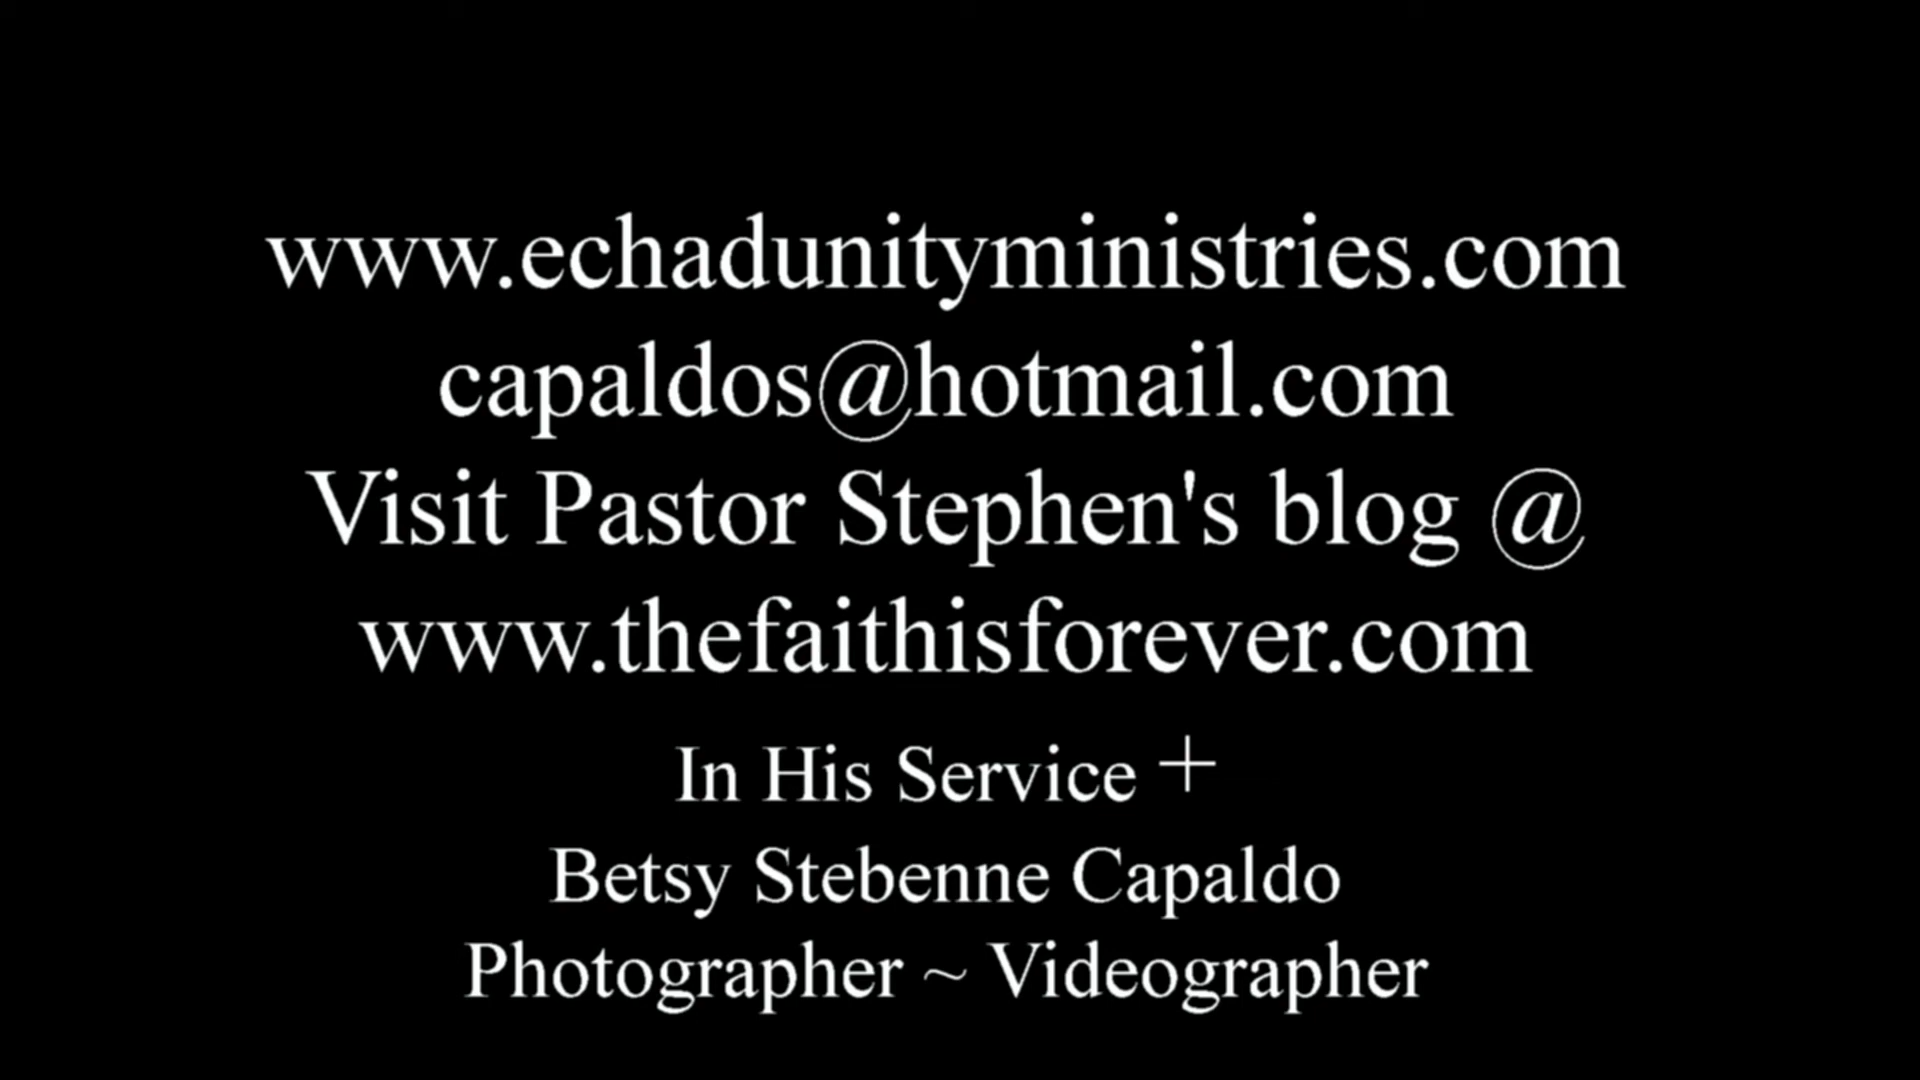 www.echadunityministries.com
capaldos@hotmail.com
Visit Pastor Stephen's blog @
www.thefaithisforever.com
In His Service +
Betsy Stebenne Capaldo
Photographer ~ Videographer